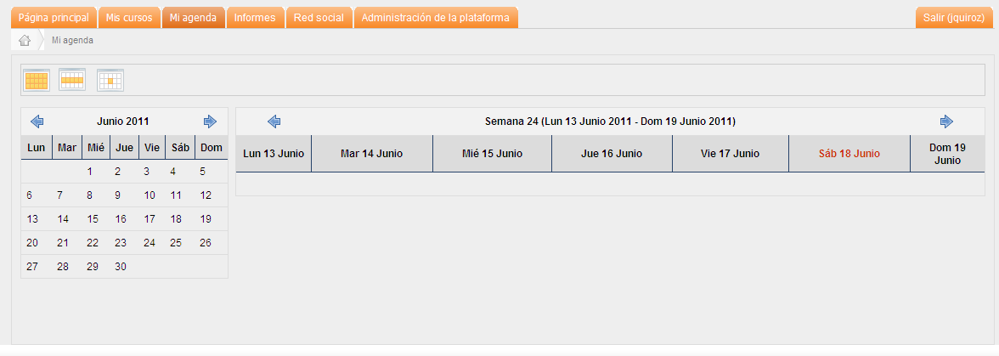 Página principal Mis cursos Mi agenda Informes Red social Administración de la plataforma Salir (jquiroz)
Mi agenda
Junio 2011
Lun Mar Mié Jue Vie Sáb Dom
1 2 3 4 5
6 7 8 9 10 11 12
13 14 15 16 17 18 19
20 21 22 23 24 25 26
27 28 29 30
Semana 24 (Lun 13 Junio 2011 - Dom 19 Junio 2011)
Lun 13 Junio Mar 14 Junio Mié 15 Junio Jue 16 Junio Vie 17 Junio Sáb 18 Junio Dom 19
Junio